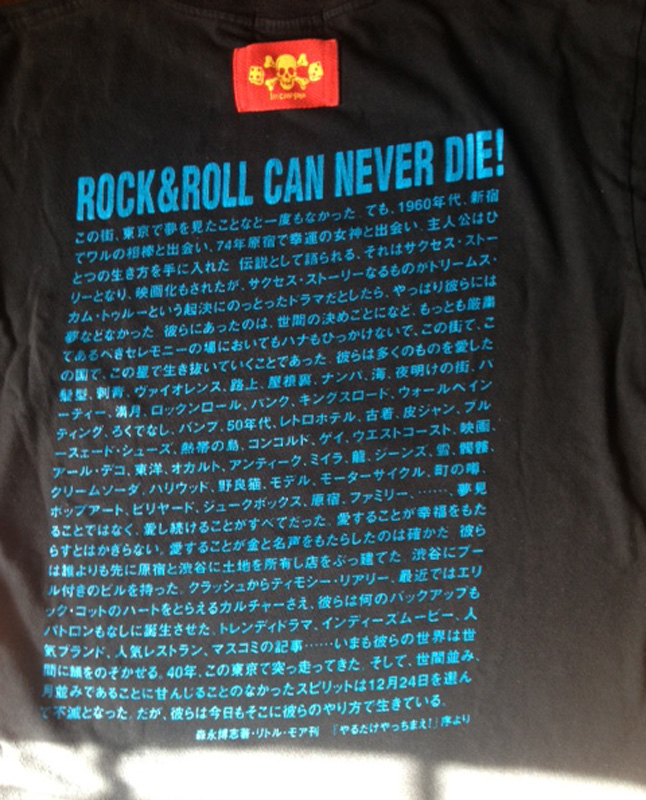 ROCK&ROLL CAN NEVER DIE!
この街、東京で夢を見たことなど一度もなかった でも、1960年代、新宿
でワルの相棒と出会い、74年原宿で幸運の女神と出会い、主人公はひ
とつの生き方を手に入れた 伝説として語られる、それはサクセス・ストー
リーとなり、映画化もされたが、サクセス・ストーリーなるものがドリームス・
カム・トゥルーという起決にのっとったドラマだとしたら、やっぱり彼らには
夢などなかった 彼らにあったのは、世間の決めごとになど、もっとも厳粛
であるべきセレモニーの場においてもハナもひっかけないで、この街で、こ
の国で、この星で生き抜いていくことであった 彼らは多くのものを愛した
髪型、刺青、ヴァイオレンス、路上、屋根裏、ナンパ、海、夜明けの街、パ
ーティー、満月、ロックンロール、パンク、キングスロード、ウォールペイン
ティング、ろくでなし、バンプ、50年代、レトロホテル、古着、皮ジャン、ブル
ースェード・シューズ、熱帯の島、コンコルド、ゲイ、ウエストコースト、映画、
アール・デコ、東洋、オカルト、アンティーク、ミイラ、龍、ジーンズ、雪、髑髏、
クリームソーダ、ハリウッド、野良猫、モデル、モーターサイクル、町の噂、
ポップアート、ビリヤード、ジュークボックス、原宿、ファミリー、……、夢見
ることではなく、愛し続けることがすべてだった 愛することが幸福をもた
らすとはかぎらない。愛することが金と名声をもたらしたのは確かだ 彼ら
は誰よりも先に原宿と渋谷に土地を所有し店をぶっ建てた 渋谷にプー
ル付きのビルを持った クラッシュからティモシー・リアリー、最近ではエリ
ック・コットのハートをとらえるカルチャーさえ、彼らは何のバックアップも
パトロンもなしに誕生させた トレンディドラマ、インディーズムービー、人
気ブランド、人気レストラン、マスコミの記事……いまも彼らの世界は世
間に顔をのぞかせる。40年、この東京で突っ走ってきた そして、世間並み、
月並みであることに甘んじることのなかったスピリットは12月24日を選ん
で不滅となった だが、彼らは今日もそこに彼らのやり方で生きている。
森永博志著・リトル・モア刊 「やるだけやっちまえ!」序より